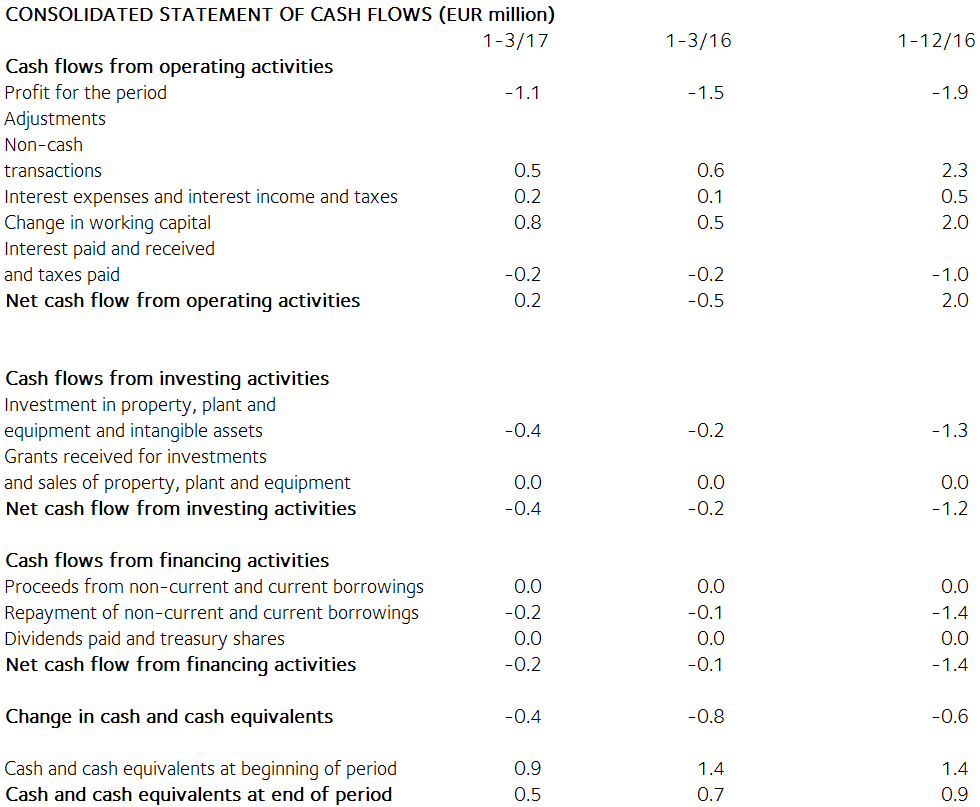 CONSOLIDATED STATEMENT OF CASH FLOWS (EUR million)
1-3/17 1-3/16 1-12/16
Cash flows from operating activities
Profit for the period -1.1 -1.5 -1.9
Adjustments
Non-cash
transactions 0.5 0.6 2.3
Interest expenses and interest income and taxes 0.2 0.1 0.5
Change in working capital 0.8 0.5 2.0
Interest paid and received
and taxes paid -0.2 -0.2 -1.0
Net cash flow from operating activities 0.2 -0.5 2.0
Cash flows from investing activities
Investment in property, plant and
equipment and intangible assets -0.4 -0.2 -1.3
Grants received for investments
and sales of property, plant and equipment 0.0 0.0 0.0
Net cash flow from investing activities -0.4 -0.2 -1.2
Cash flows from financing activities
Proceeds from non-current and current borrowings 0.0 0.0 0.0
Repayment of non-current and current borrowings -0.2 -0.1 -1.4
Dividends paid and treasury shares 0.0 0.0 0.0
Net cash flow from financing activities -0.2 -0.1 -1.4
Change in cash and cash equivalents -0.4 -0.8 -0.6
Cash and cash equivalents at beginning of period 0.9 1.4 1.4
Cash and cash equivalents at end of period 0.5 0.7 0.9